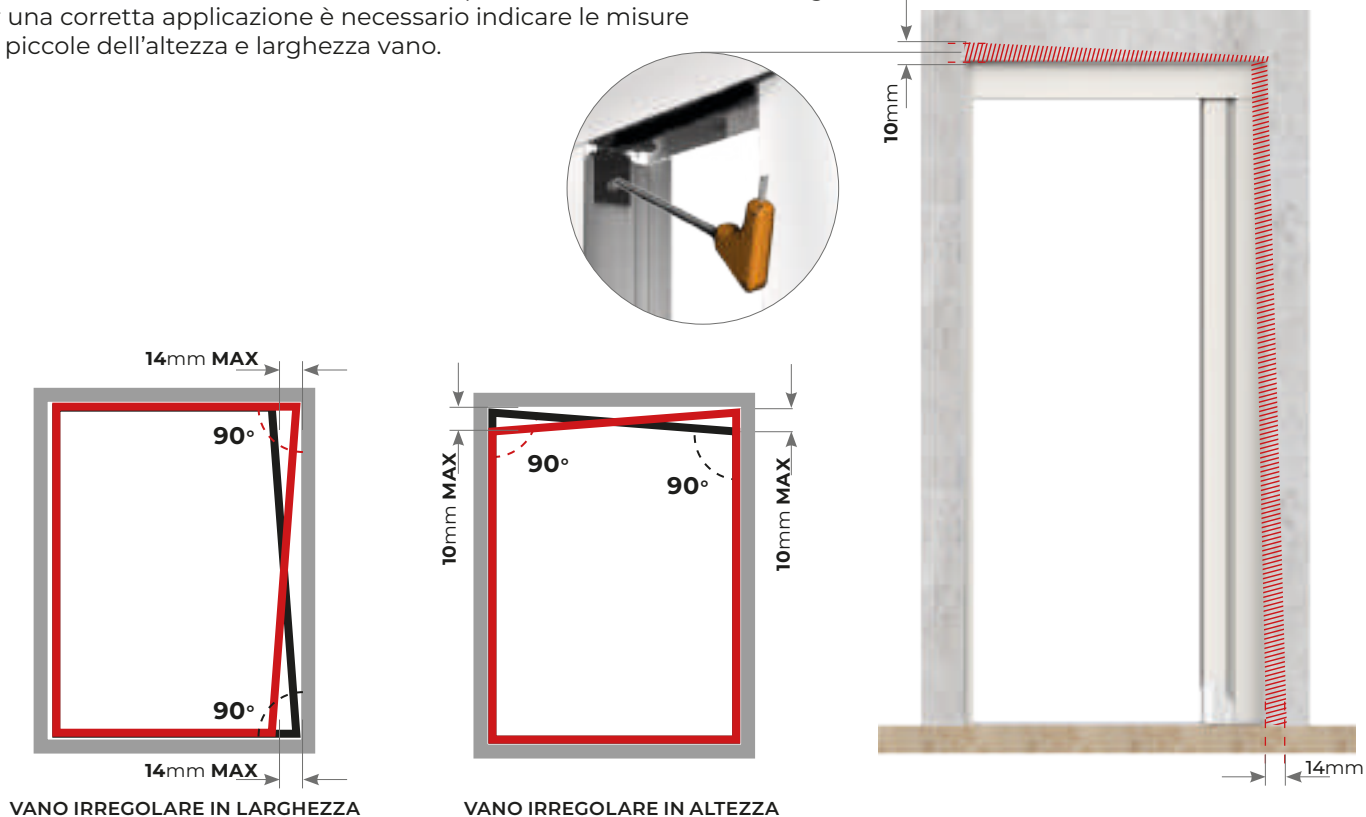 una corretta applicazione è necessario indicare le misure
piccole dell'altezza e larghezza vano.
10mm
14mm MAX
90°
90°
14mm MAX
VANO IRREGOLARE IN LARGHEZZA
10mm MAX
90°
90°
10mm MAX
VANO IRREGOLARE IN ALTEZZA
14mm